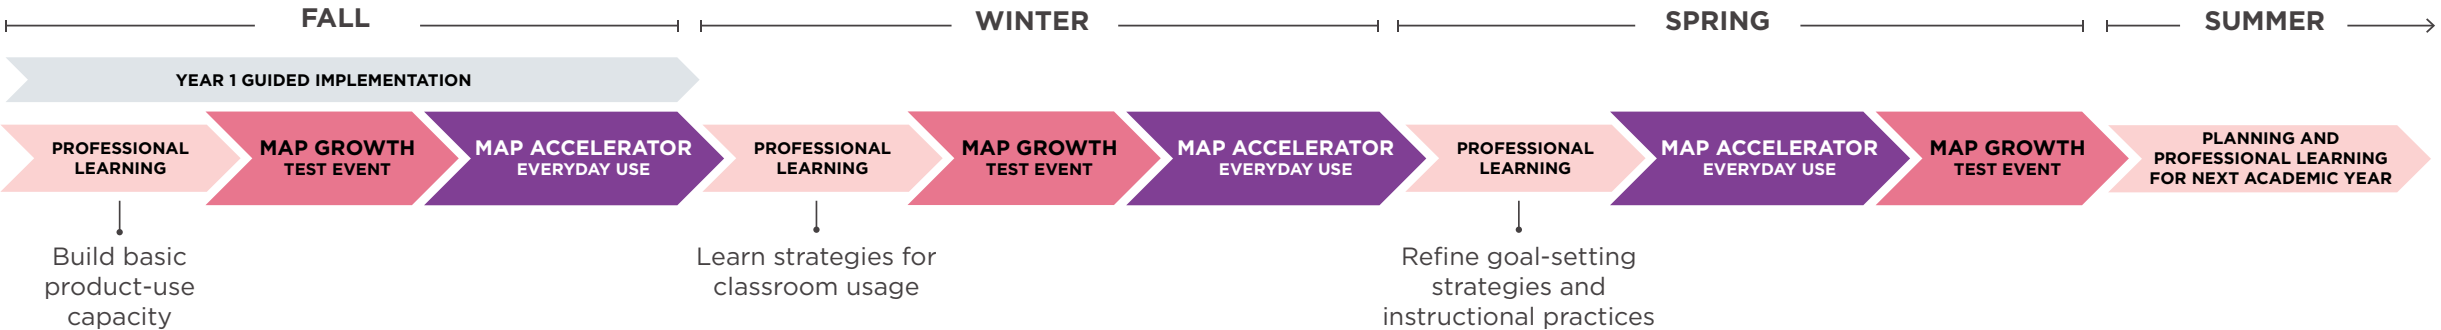 FALL
WINTER
SPRING
SUMMER
YEAR 1 GUIDED IMPLEMENTATION
PROFESSIONAL
LEARNING
MAP GROWTH
TEST EVENT
MAP ACCELERATOR
EVERYDAY USE
PROFESSIONAL
LEARNING
MAP GROWTH
TEST EVENT
MAP ACCELERATOR
EVERYDAY USE
PROFESSIONAL
LEARNING
MAP ACCELERATOR
EVERYDAY USE
MAP GROWTH
TEST EVENT
PLANNING AND
PROFESSIONAL LEARNING
FOR NEXT ACADEMIC YEAR
Build basic
product-use
capacity
Learn strategies for
classroom usage
Refine goal-setting
strategies and
instructional practices